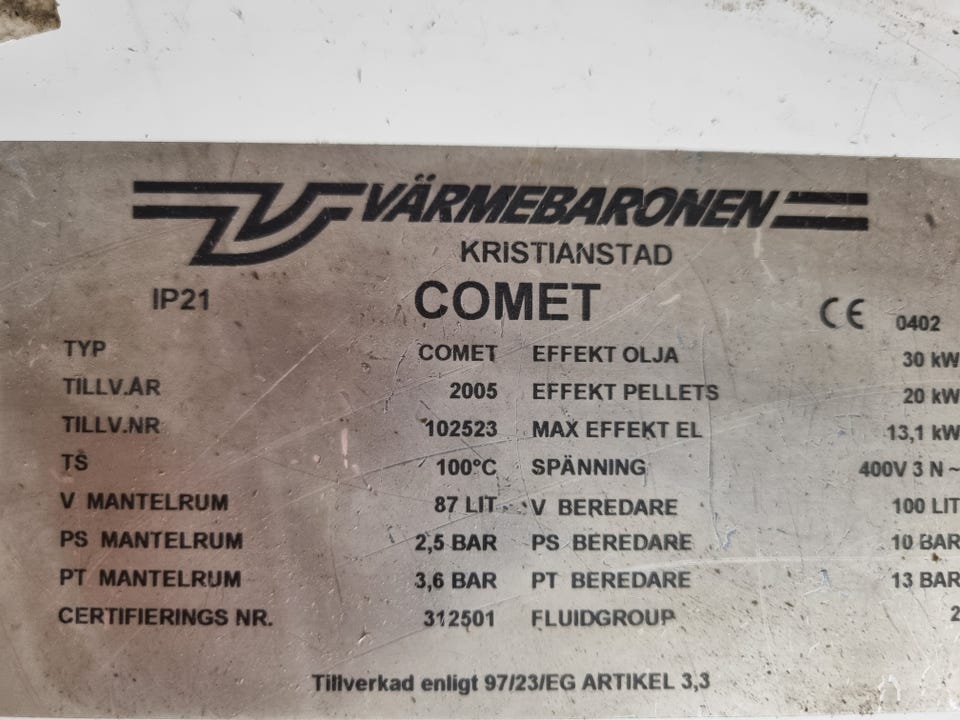 VÄRMEBARONEN
KRISTIANSTAD
IP21 COMET CE 0402
TYP COMET EFFEKT OLJA 30 kW
TILLV.ÅR 2005 EFFEKT PELLETS 20 kW
TILLV.NR 102523 MAX EFFEKT EL 13,1 kW
TS 100°C SPÄNNING 400V 3 N ~
V MANTELRUM 87 LIT V BEREDARE 100 LIT
PS MANTELRUM 2,5 BAR PS BEREDARE 10 BAR
PT MANTELRUM 3,6 BAR PT BEREDARE 13 BAR
CERTIFIERINGS NR. 312501 FLUIDGROUP 2
Tillverkad enligt 97/23/EG ARTIKEL 3,3